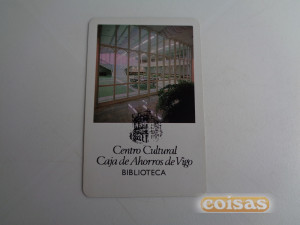 Centro Cultural
Caja de Ahorros de Vigo
BIBLIOTECA
coisas